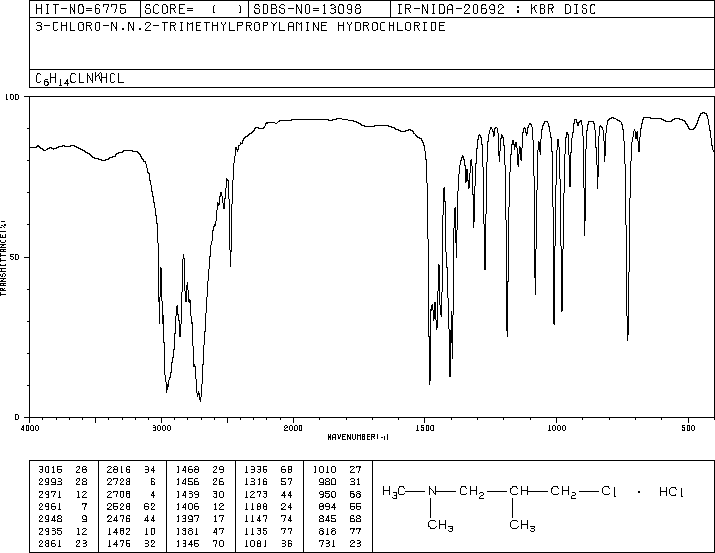 HIT-NO=6775 SCORE= ( ) SDBS-NO=13098 IR-NIDA-20692 : KBR DISC
3-CHLORO-N.N.2-TRIMETHYLPROPYLAMINE HYDROCHLORIDE
C6H14CLN HCL
100
50
0
TRANSMITTANCE(%)
4000 3000 2000 1500 1000 500
WAVENUMBER(-1)
3015 26 2816 34 1468 29 1335 68 1010 27
2993 28 2728 6 1456 26 1316 57 980 31
2971 12 2708 4 1439 30 1273 44 950 68
2961 7 2528 62 1406 12 1188 24 894 55
2948 9 2476 44 1397 17 1147 74 845 68
2935 12 1482 10 1381 47 1135 77 818 77
2861 23 1475 32 1345 70 1081 36 731 23
H3C N CH2 CH CH2 Cl · HCl
CH3 CH3